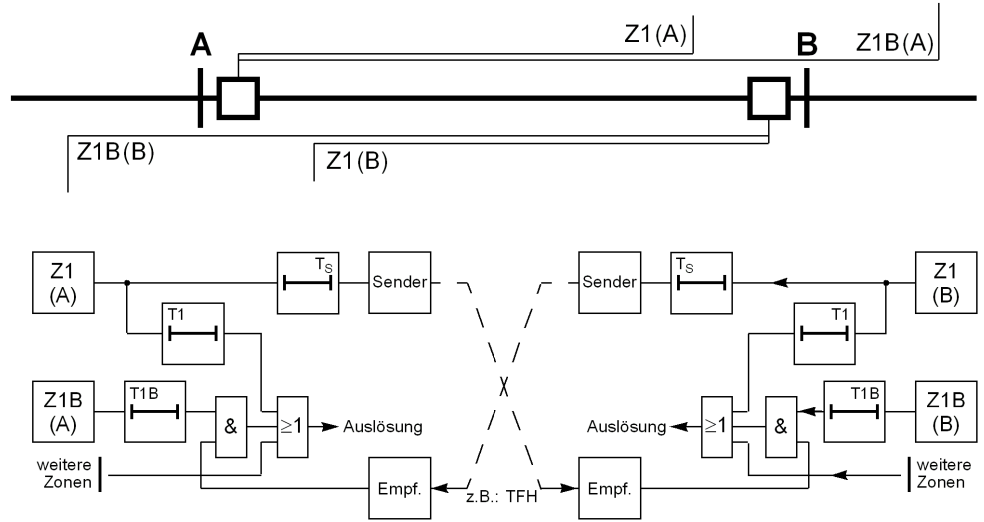 A
Z1(A)
B
Z1B(A)
Z1B(B)
Z1(B)
Z1
(A)
TS
Sender
Sender
TS
Z1
(B)
T1
T1
Z1B
(A)
T1B
&
≥1
Auslösung
Auslösung
≥1
&
T1B
Z1B
(B)
weitere
Zonen
Empf.
z.B.: TFH
Empf.
weitere
Zonen